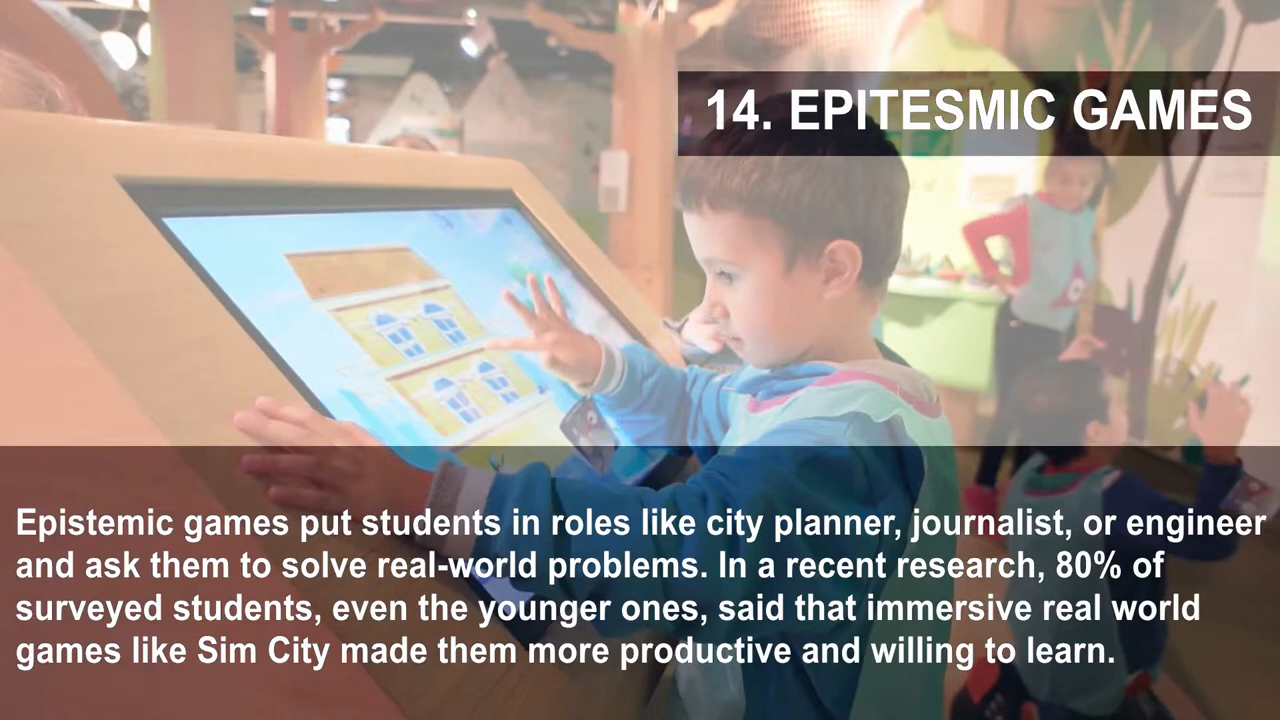 14. EPITESMIC GAMES
Epistemic games put students in roles like city planner, journalist, or engineer
and ask them to solve real-world problems. In a recent research, 80% of
surveyed students, even the younger ones, said that immersive real world
games like Sim City made them more productive and willing to learn.